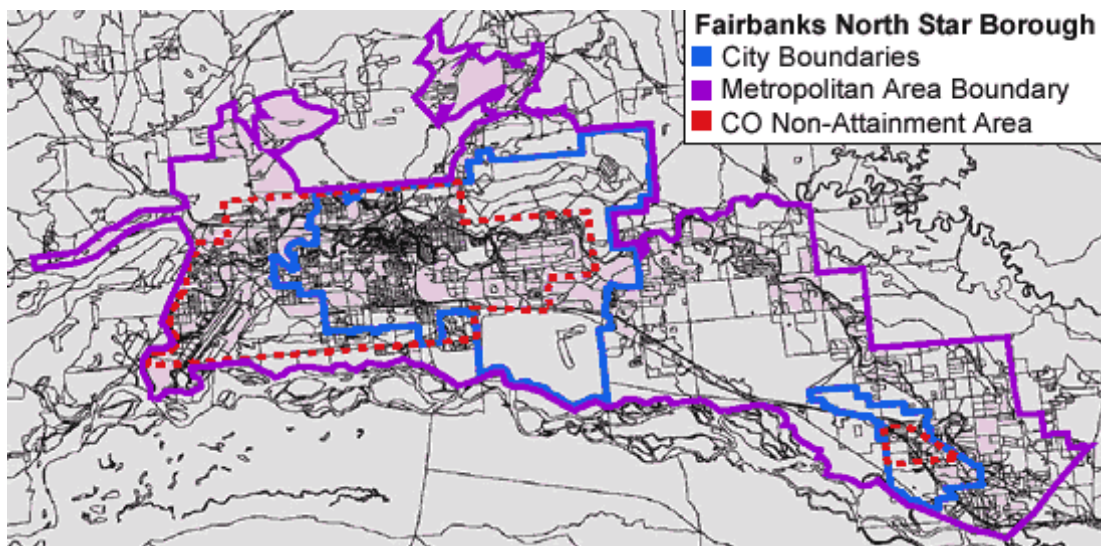 Fairbanks North Star Borough
City Boundaries
Metropolitan Area Boundary
CO Non-Attainment Area